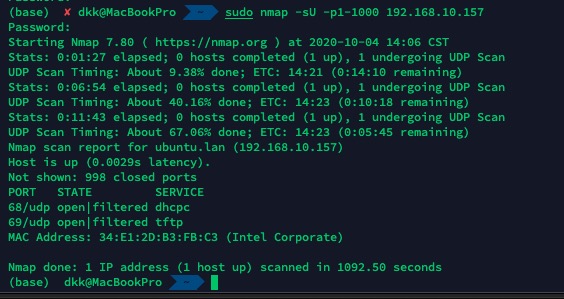 (base) ✘ dkk@MacBookPro ~ sudo nmap -sU -p1-1000 192.168.10.157
Password:
Starting Nmap 7.80 ( https://nmap.org ) at 2020-10-04 14:06 CST
Stats: 0:01:27 elapsed; 0 hosts completed (1 up), 1 undergoing UDP Scan
UDP Scan Timing: About 9.38% done; ETC: 14:21 (0:14:10 remaining)
Stats: 0:06:54 elapsed; 0 hosts completed (1 up), 1 undergoing UDP Scan
UDP Scan Timing: About 40.16% done; ETC: 14:23 (0:10:18 remaining)
Stats: 0:11:43 elapsed; 0 hosts completed (1 up), 1 undergoing UDP Scan
UDP Scan Timing: About 67.06% done; ETC: 14:23 (0:05:45 remaining)
Nmap scan report for ubuntu.lan (192.168.10.157)
Host is up (0.0029s latency).
Not shown: 998 closed ports
PORT STATE SERVICE
68/udp open|filtered dhcpc
69/udp open|filtered tftp
MAC Address: 34:E1:2D:B3:FB:C3 (Intel Corporate)
Nmap done: 1 IP address (1 host up) scanned in 1092.50 seconds
(base) dkk@MacBookPro ~